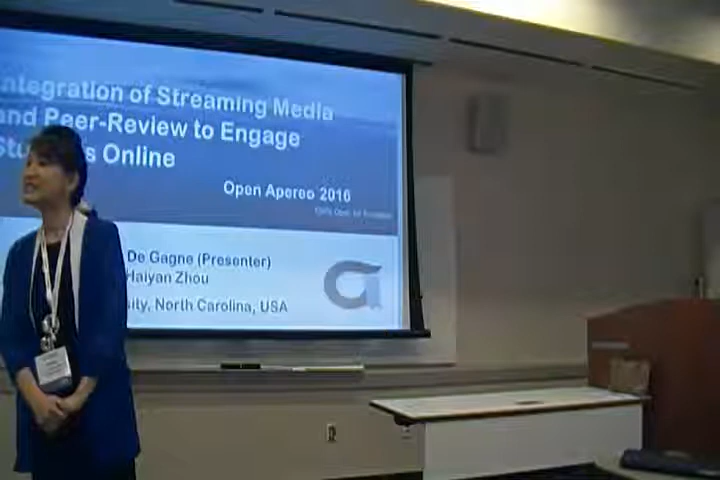 ntegration of Streaming Media
and Peer-Review to Engage
Stu s Online
Open Apereo 2016
De Gagne (Presenter)
Haiyan Zhou
sity, North Carolina, USA